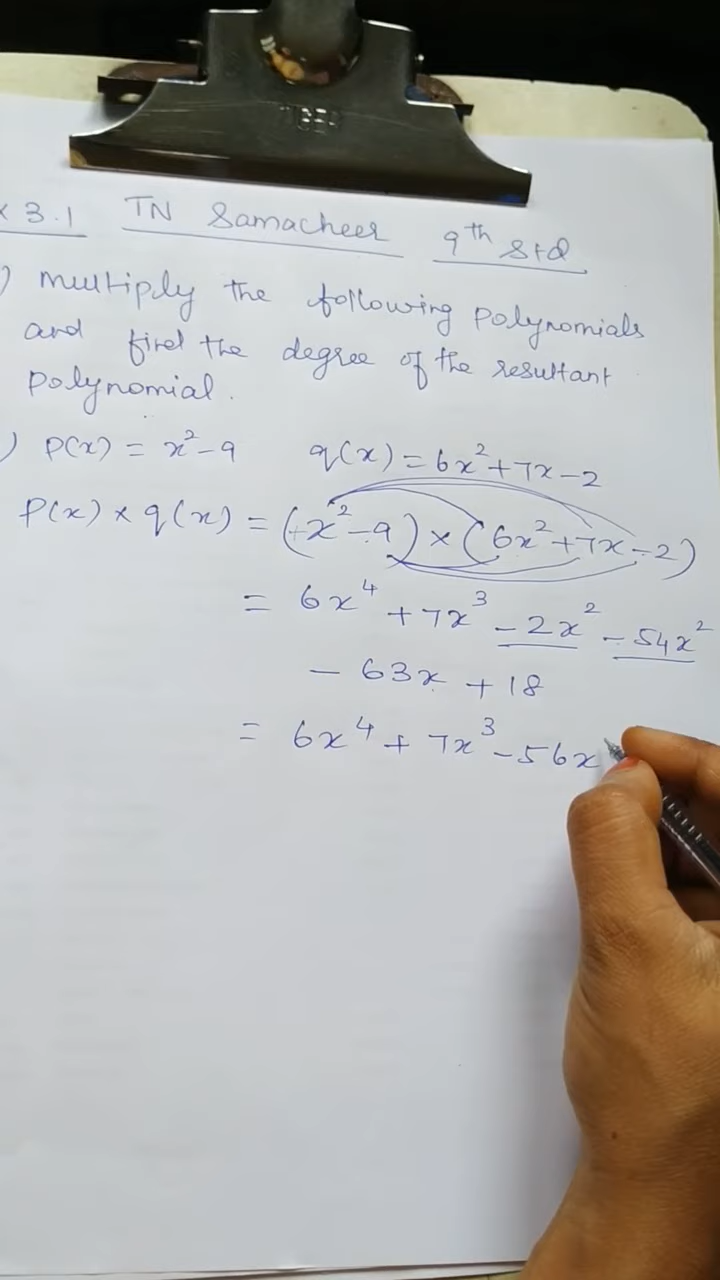 x 3.1 TN Samacheer 9th Std
) Multiply the following polynomials
and find the degree of the resultant
polynomial.
) P(x) = x² - 9 q(x) = 6x² + 7x - 2
P(x) × q(x) = (x² - 9) × (6x² + 7x - 2)
= 6x⁴ + 7x³ - 2x² - 54x²
- 63x + 18
= 6x⁴ + 7x³ - 56x